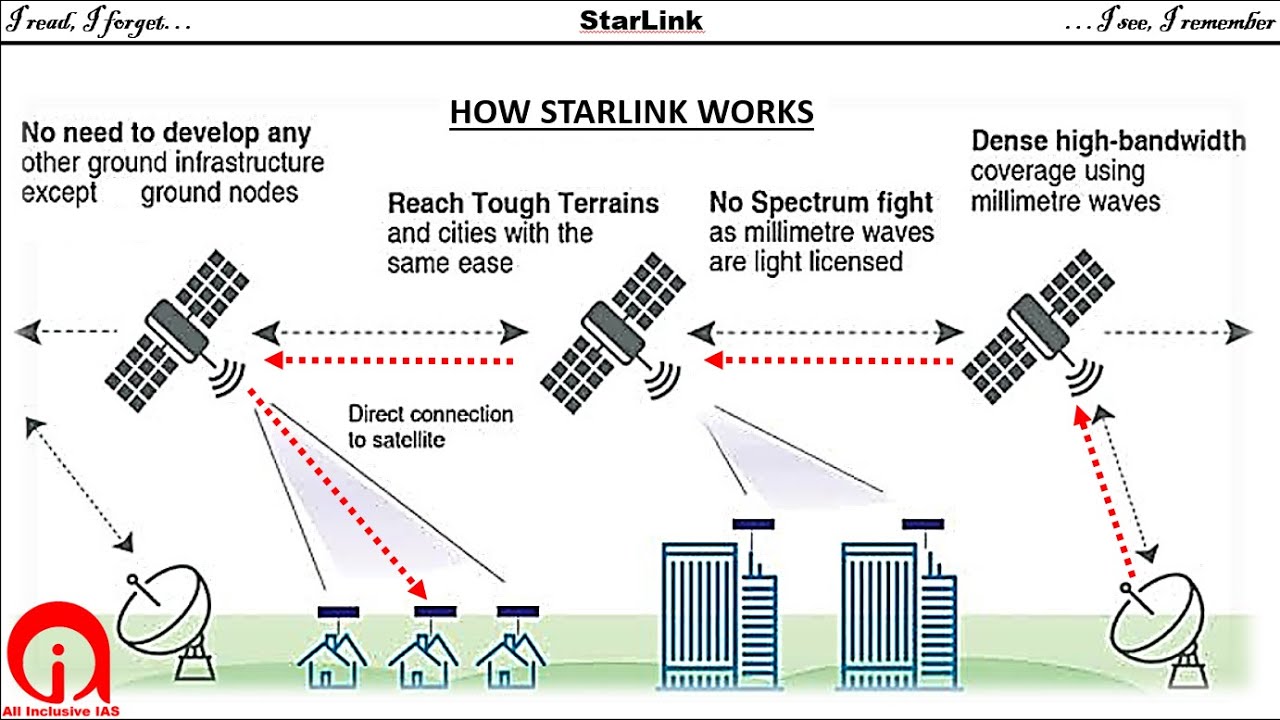 I read, I forget...
StarLink
...I see, I remember
HOW STARLINK WORKS
No need to develop any
other ground infrastructure
except ground nodes
Reach Tough Terrains
and cities with the
same ease
No Spectrum fight
as millimetre waves
are light licensed
Dense high-bandwidth
coverage using
millimetre waves
Direct connection
to satellite
All Inclusive IAS